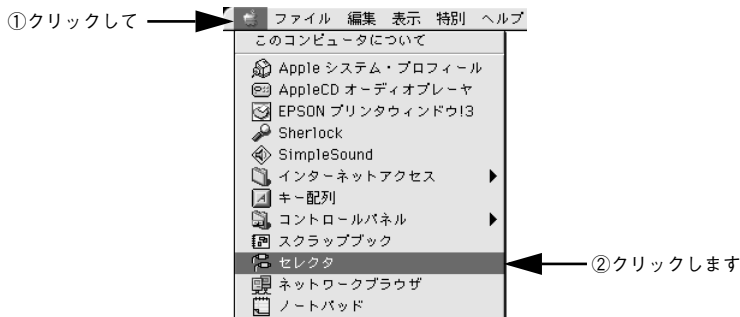 ①クリックして
ファイル 編集 表示 特別 ヘルプ
このコンピュータについて
Apple システム・プロフィール
AppleCD オーディオプレーヤ
EPSON プリンタウィンドウ!3
Sherlock
SimpleSound
インターネットアクセス
キー配列
コントロールパネル
スクラップブック
セレクタ
②クリックします
ネットワークブラウザ
ノートパッド